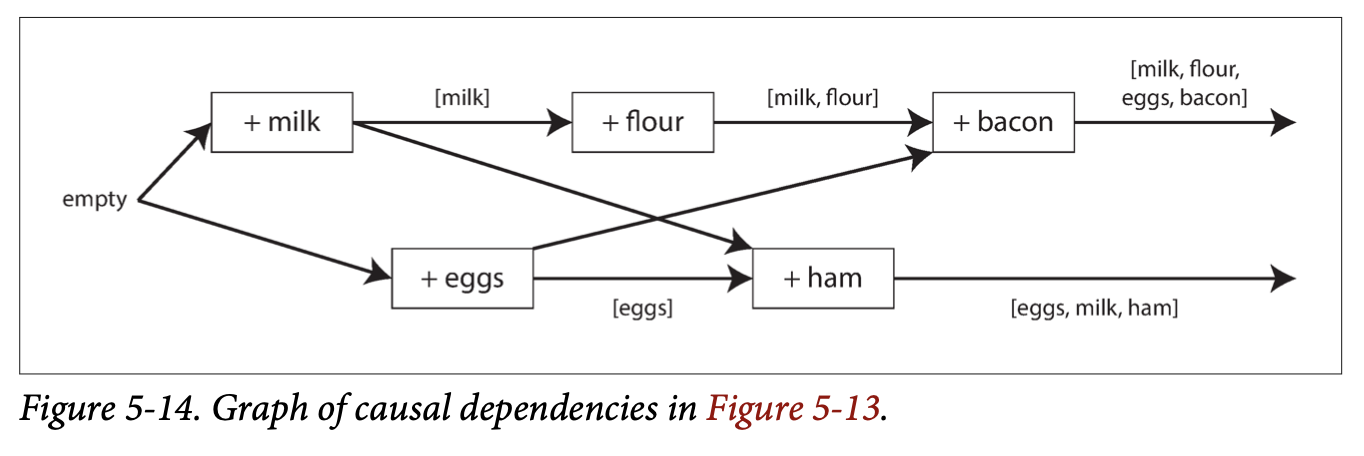 [milk, flour,
eggs, bacon]
[milk]
[milk, flour]
+ milk
+ flour
+ bacon
empty
+ eggs
+ ham
[eggs]
[eggs, milk, ham]
Figure 5-14. Graph of causal dependencies in Figure 5-13.